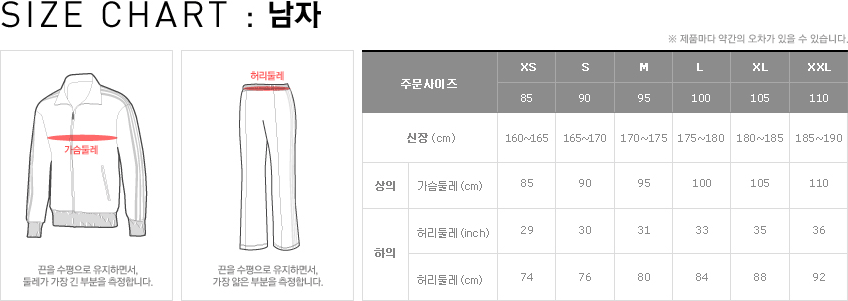 SIZE CHART : 남자
※ 제품마다 약간의 오차가 있을 수 있습니다.
가슴둘레
끈을 수평으로 유지하면서,
둘레가 가장 긴 부분을 측정합니다.
허리둘레
끈을 수평으로 유지하면서,
가장 얇은 부분을 측정합니다.
주문사이즈 XS S M L XL XXL
85 90 95 100 105 110
신장 (cm) 160~165 165~170 170~175 175~180 180~185 185~190
상의 가슴둘레 (cm) 85 90 95 100 105 110
하의 허리둘레 (inch) 29 30 31 33 35 36
허리둘레 (cm) 74 76 80 84 88 92